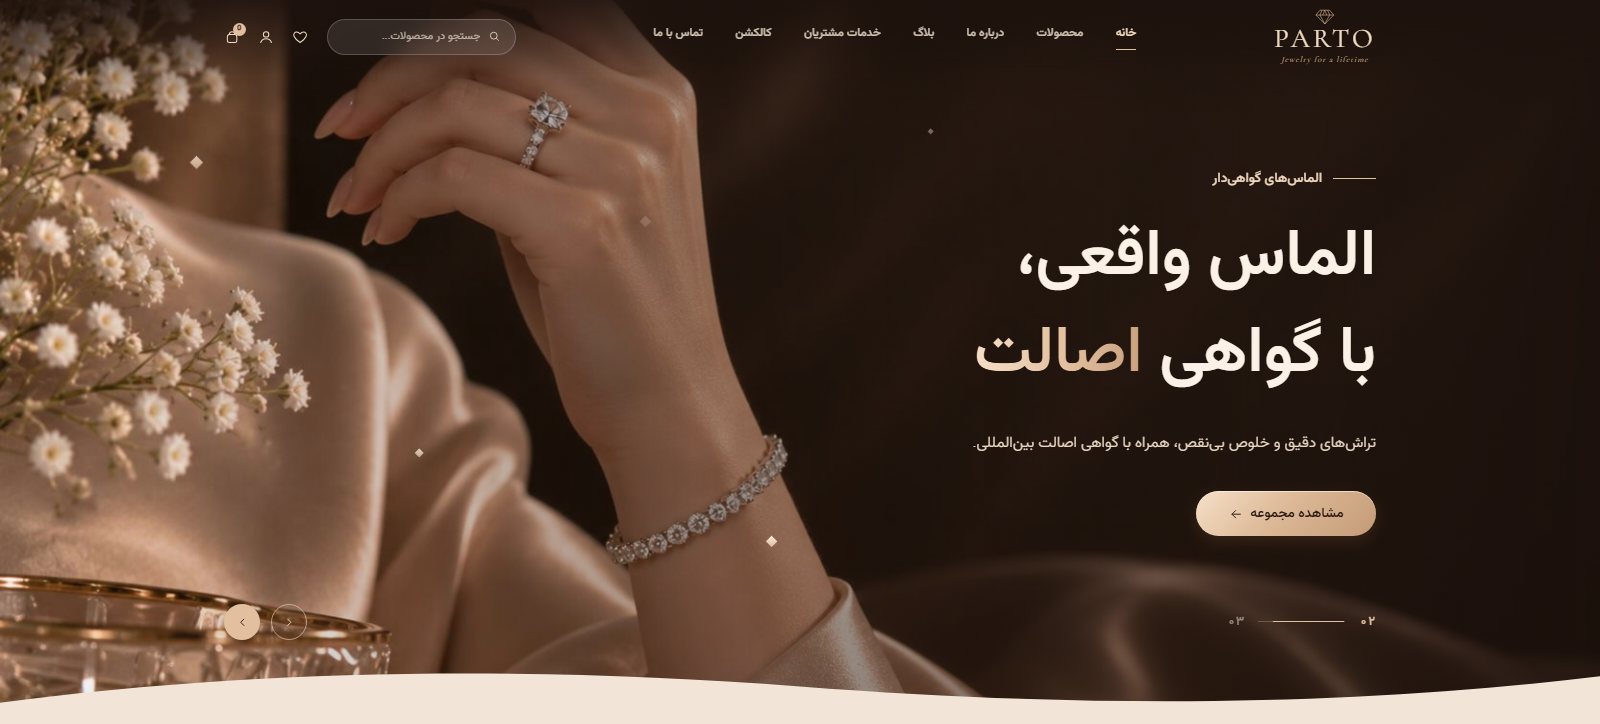 PARTO
Jewelry for a lifetime
خانه
محصولات
درباره ما
بلاگ
خدمات مشتریان
کالکشن
تماس با ما
جستجو در محصولات...
0
الماس‌های گواهی‌دار
الماس واقعی،
با گواهی اصالت
تراش‌های دقیق و خلوص بی‌نقص، همراه با گواهی اصالت بین‌المللی.
مشاهده مجموعه
۰۲
۰۳